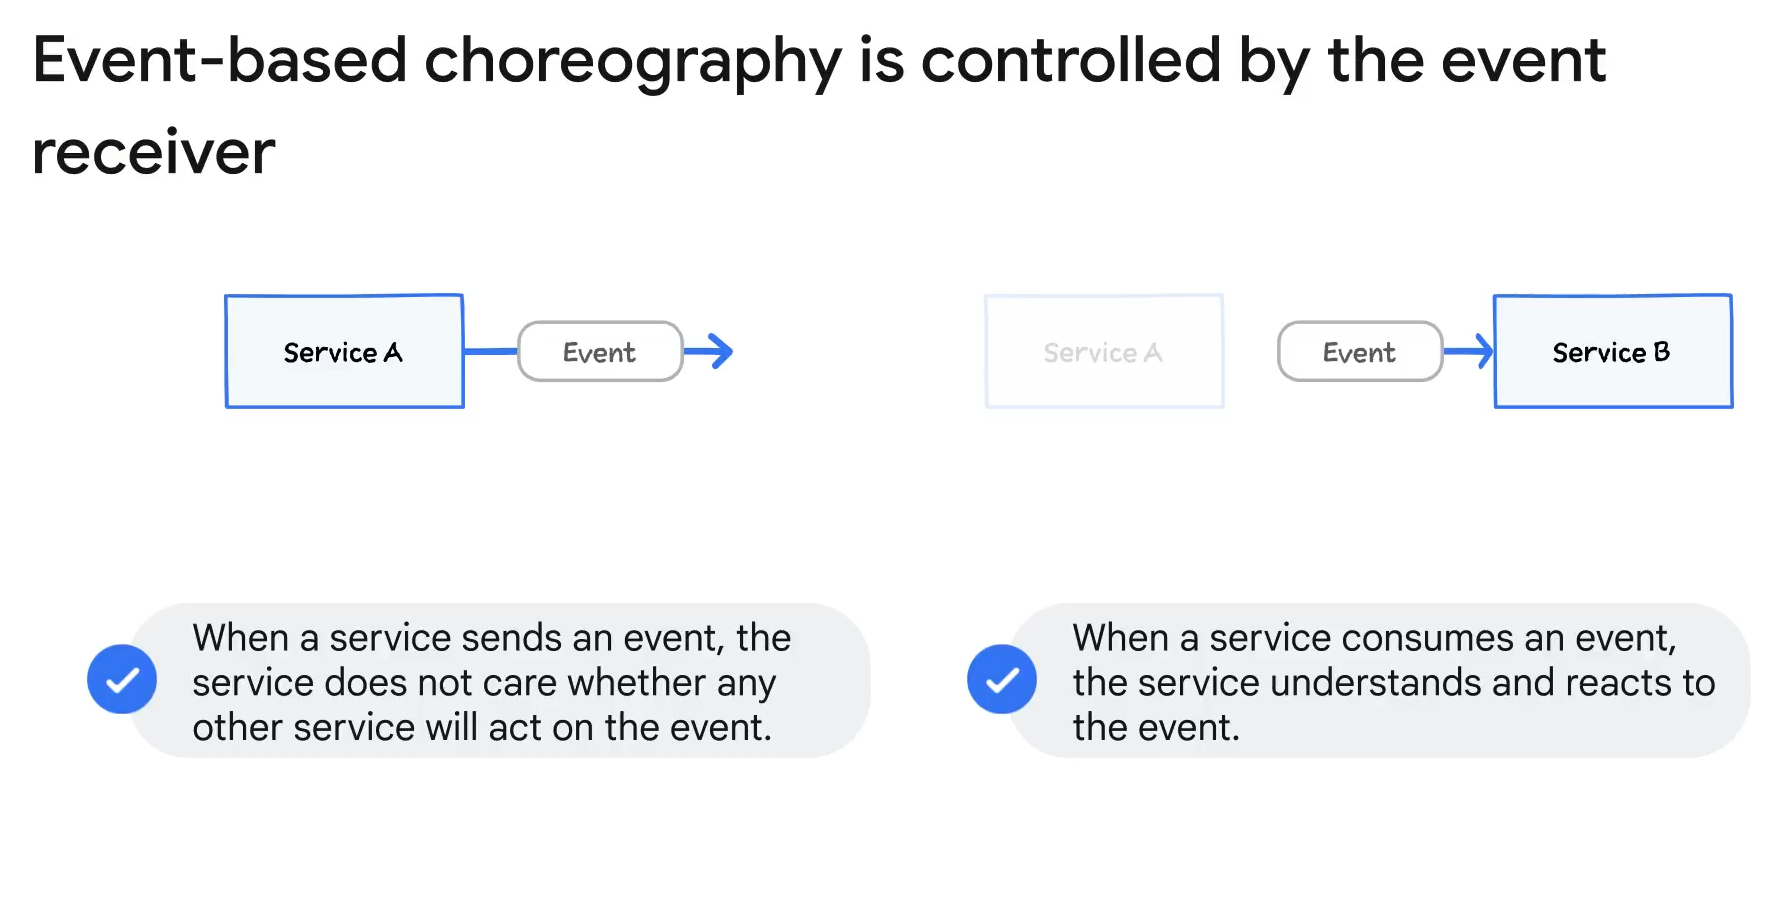 Event-based choreography is controlled by the event
receiver
Service A
Event
Service A
Event
Service B
When a service sends an event, the
service does not care whether any
other service will act on the event.
When a service consumes an event,
the service understands and reacts to
the event.